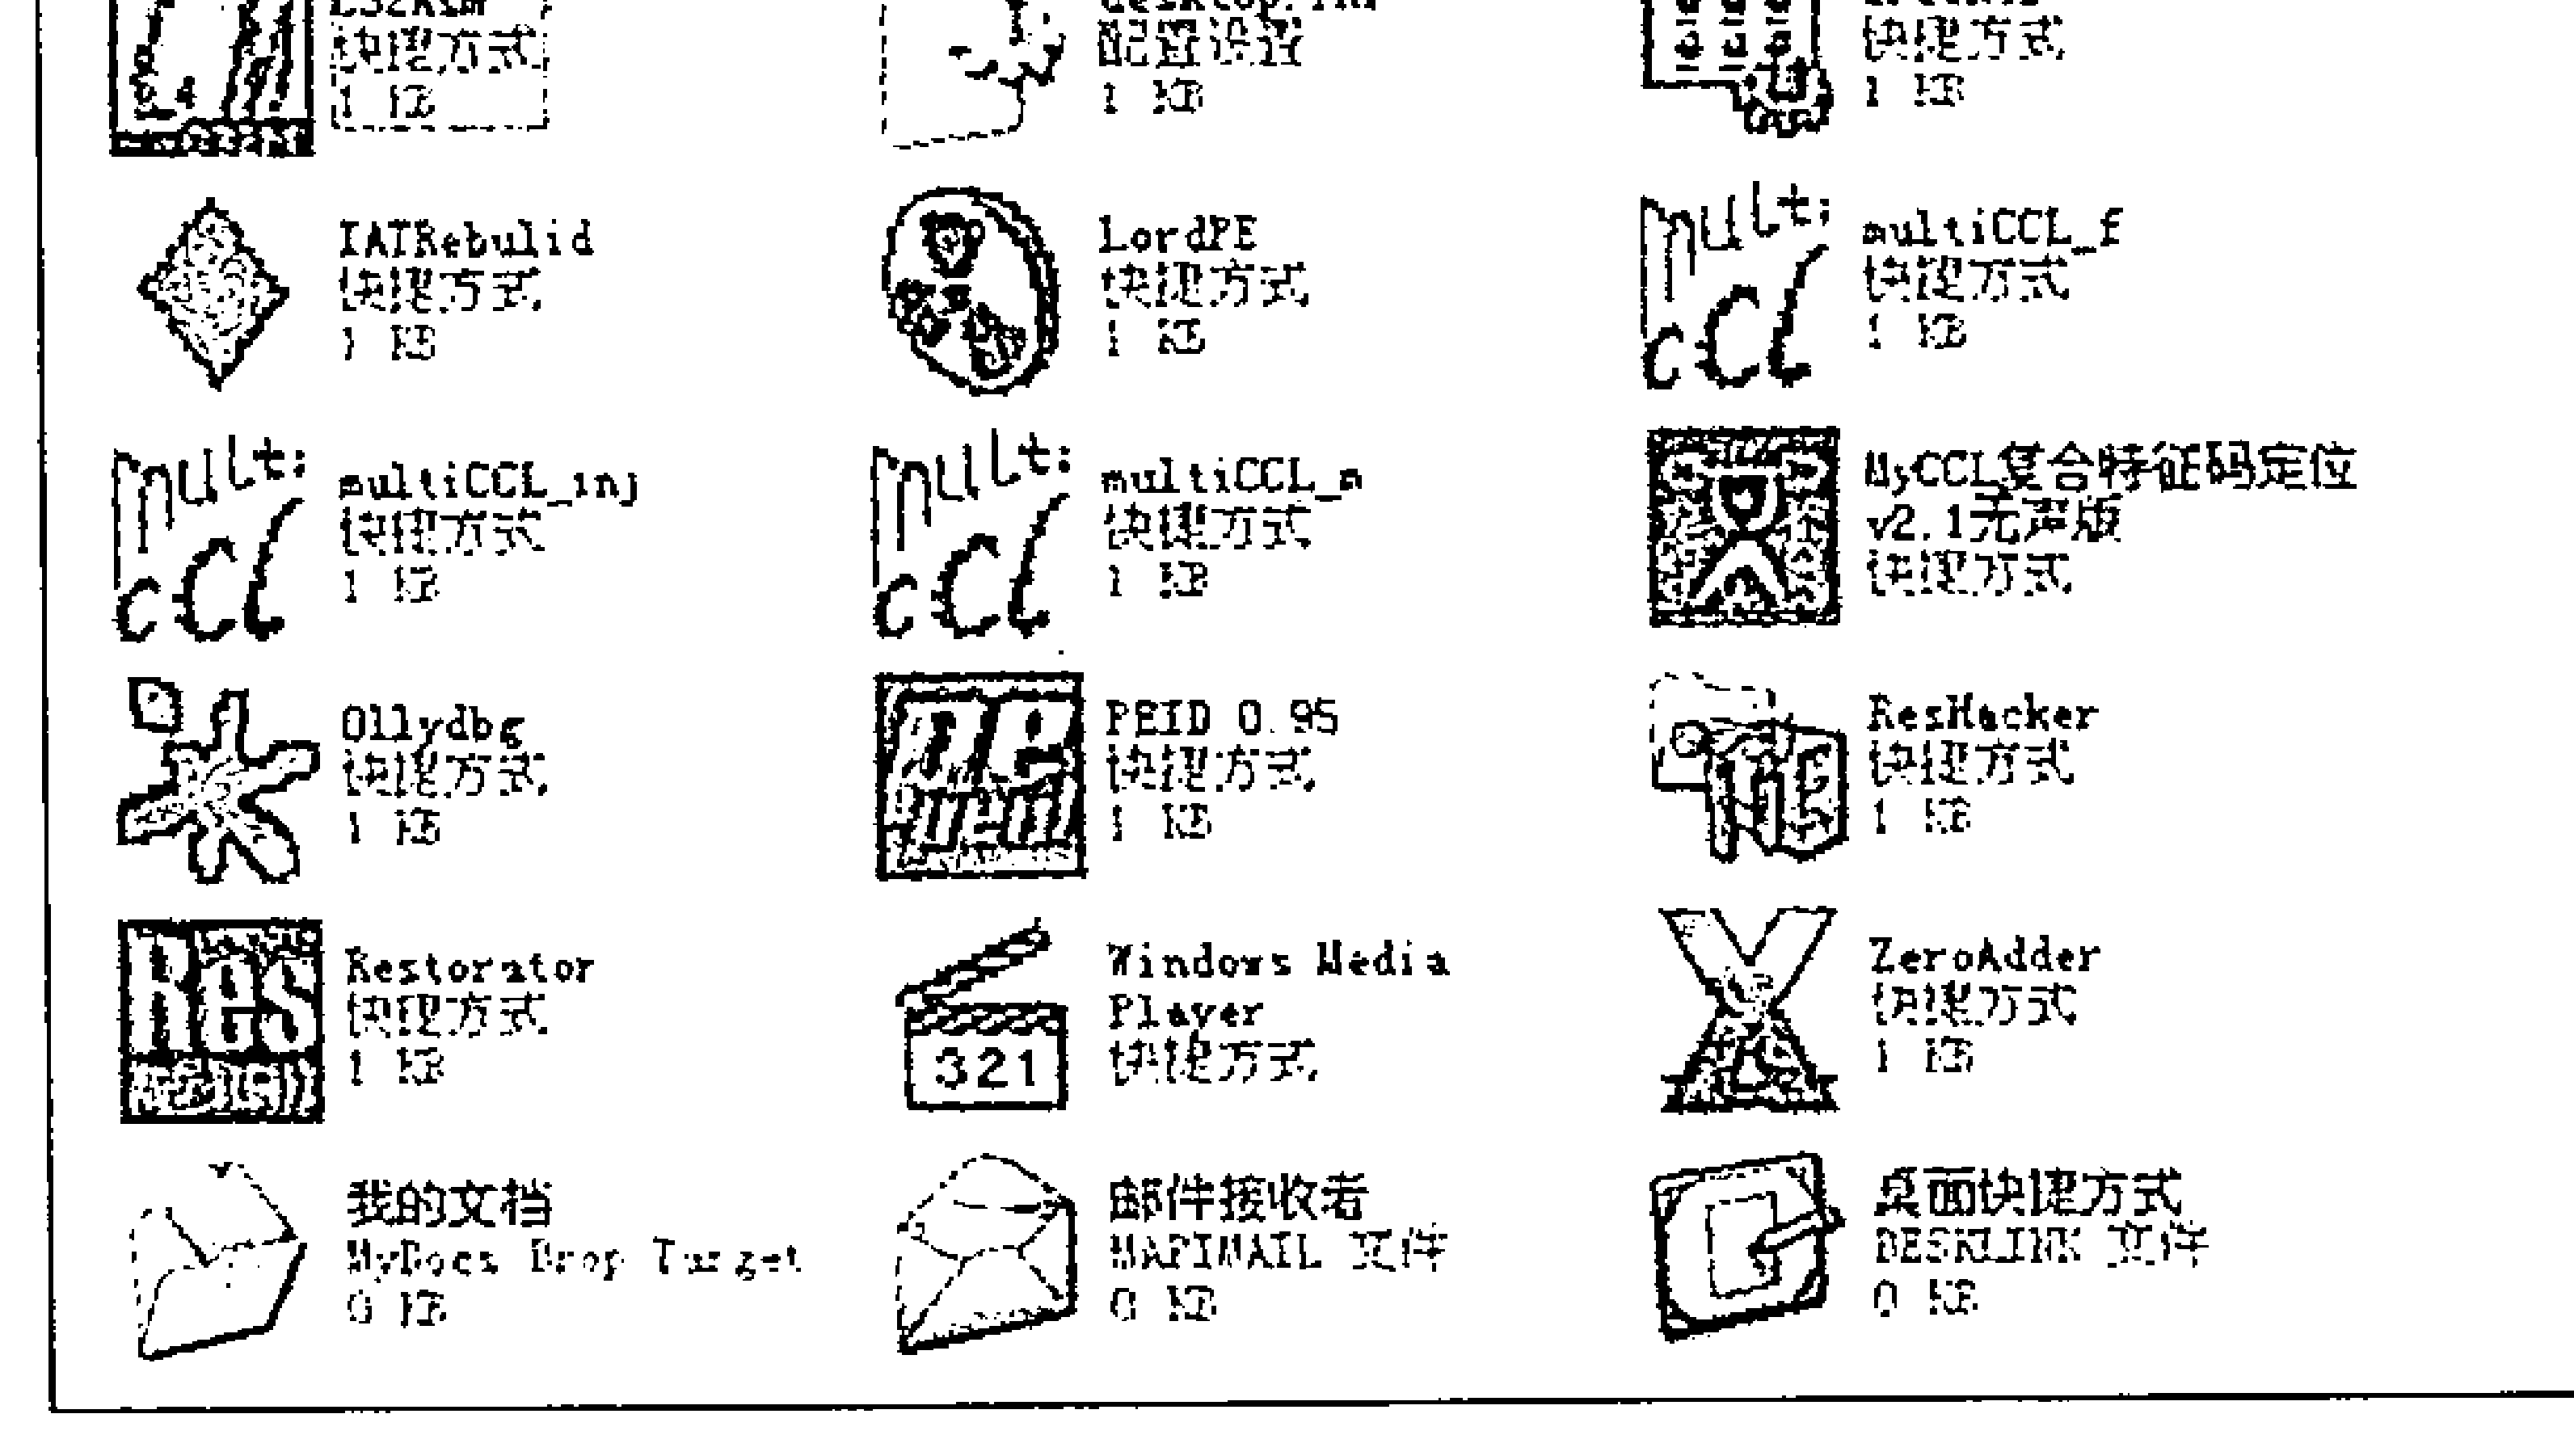 C32Asm
快捷方式
1 KB
desktop.ini
配置设置
1 KB
快捷方式
1 KB
IATRebulid
快捷方式
1 KB
LordPE
快捷方式
1 KB
multiCCL_f
快捷方式
1 KB
multiCCL_inj
快捷方式
1 KB
multiCCL_m
快捷方式
1 KB
MyCCL复合特征码定位
v2.1无声版
快捷方式
Ollydbg
快捷方式
1 KB
PEID 0.95
快捷方式
1 KB
ResHacker
快捷方式
1 KB
Restorator
快捷方式
1 KB
321
Windows Media
Player
快捷方式
ZeroAdder
快捷方式
1 KB
我的文档
MyDocs Drop Target
0 KB
邮件接收者
MAPIMAIL 文件
0 KB
桌面快捷方式
DESKLINK 文件
0 KB